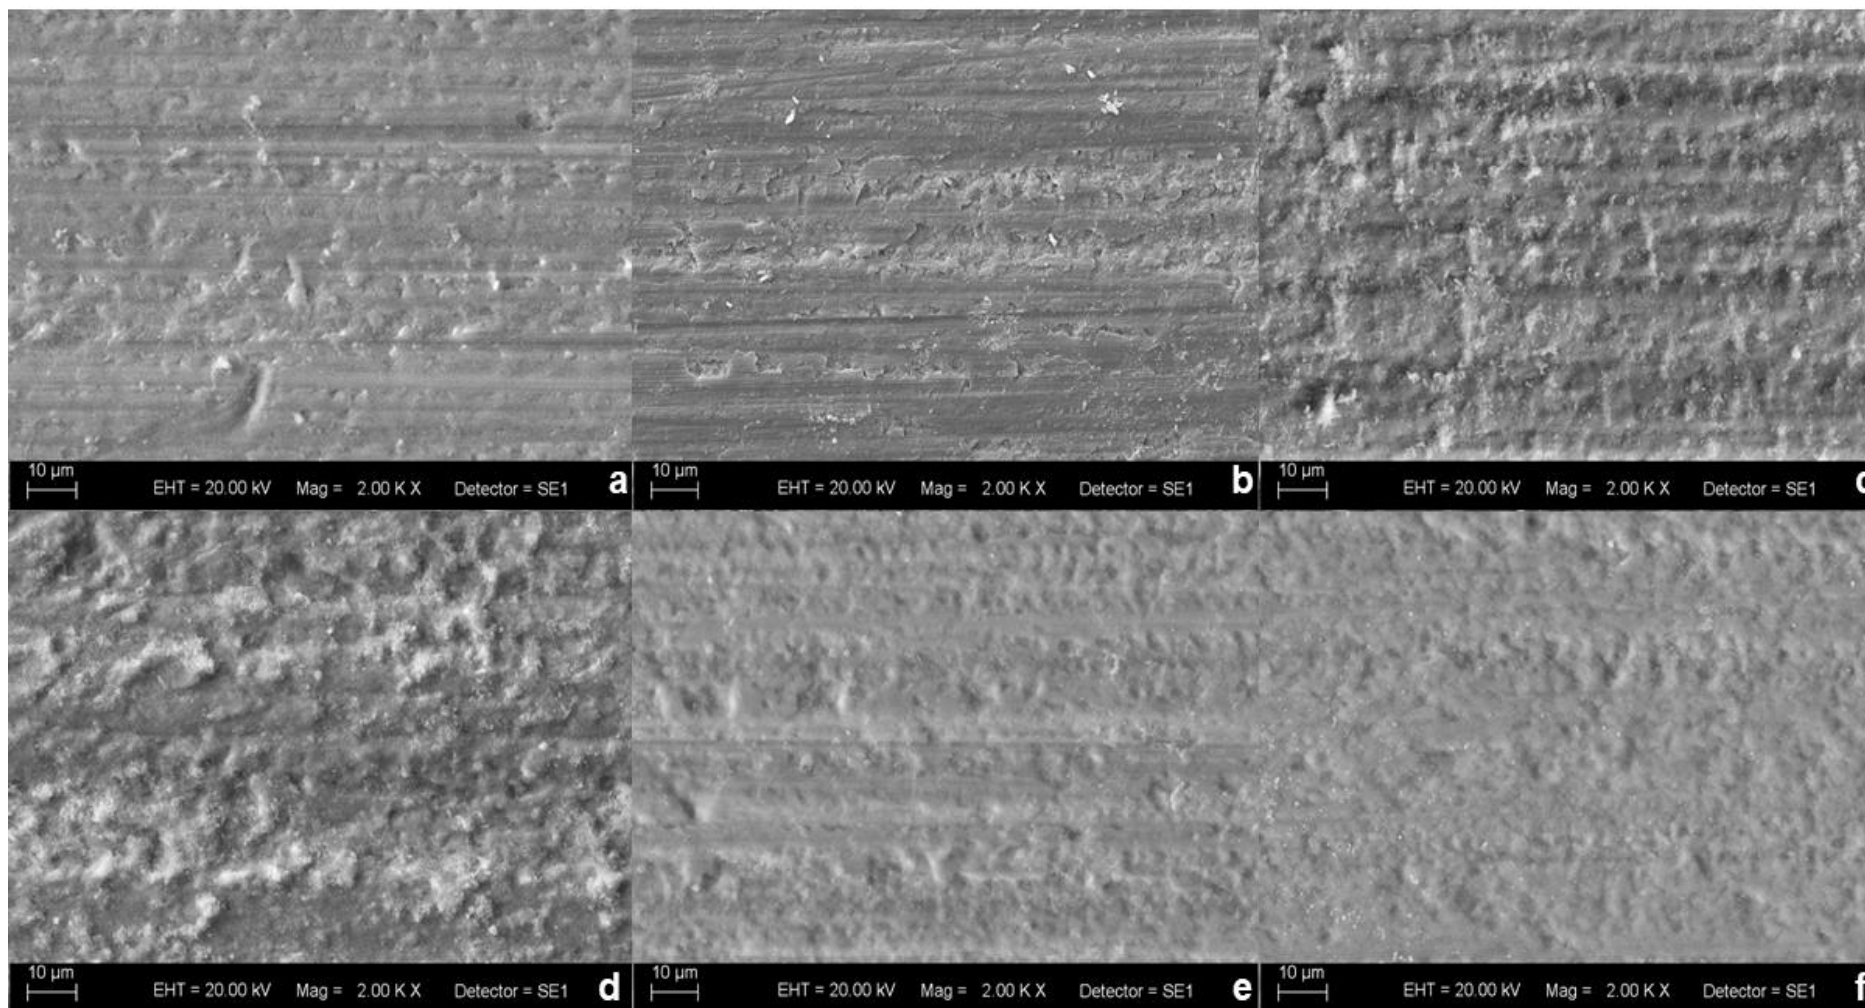 10 µm EHT = 20.00 kV Mag = 2.00 K X Detector = SE1 a
10 µm EHT = 20.00 kV Mag = 2.00 K X Detector = SE1 b
10 µm EHT = 20.00 kV Mag = 2.00 K X Detector = SE1 c
10 µm EHT = 20.00 kV Mag = 2.00 K X Detector = SE1 d
10 µm EHT = 20.00 kV Mag = 2.00 K X Detector = SE1 e
10 µm EHT = 20.00 kV Mag = 2.00 K X Detector = SE1 f